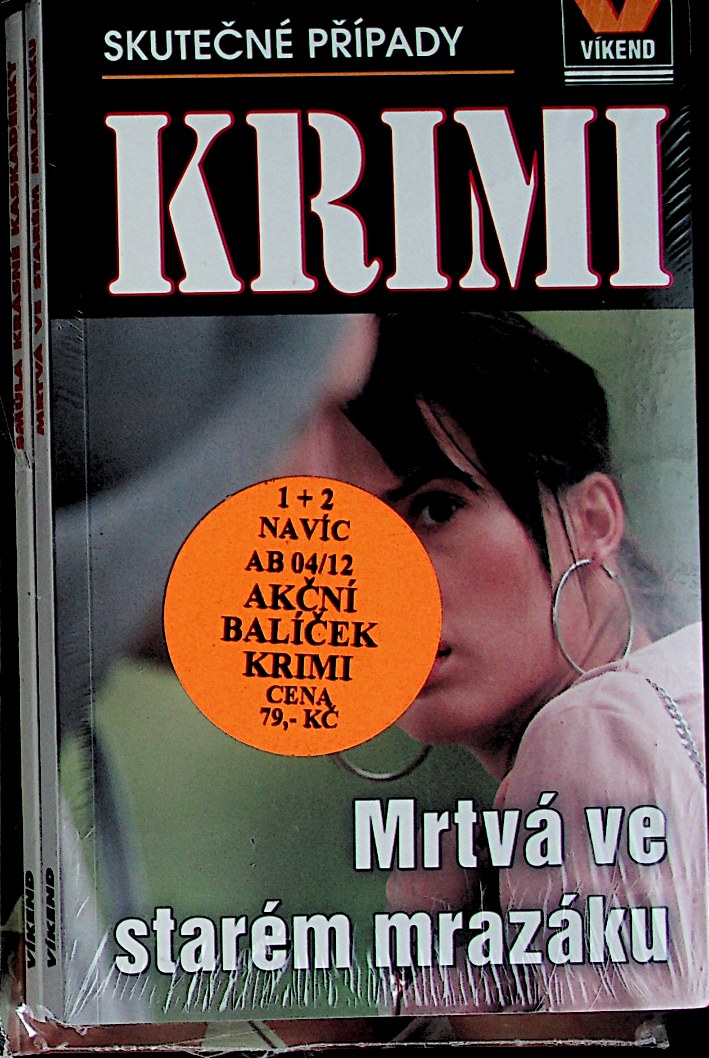 SKUTEČNÉ PŘÍPADY
VÍKEND
KRIMI
1 + 2
NAVÍC
AB 04/12
AKČNÍ
BALÍČEK
KRIMI
CENA
79,- KČ
Mrtvá ve
starém mrazáku
SMŮLA KRÁSNÉ KASKADÉRKY
VÍKEND
MRTVÁ VE STARÉM MRAZÁKU
VÍKEND